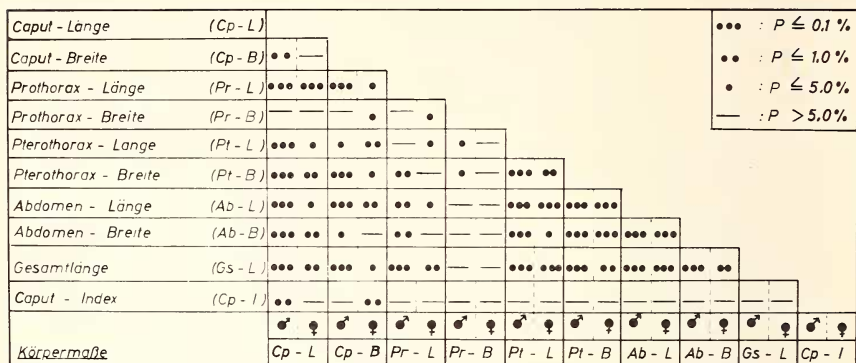 Caput - Länge (Cp - L) ●●● : P ≦ 0.1 %
Caput - Breite (Cp - B) ●● — ●● : P ≦ 1.0 %
Prothorax - Länge (Pr - L) ●●● ●●● ●●● ● ● : P ≦ 5.0 %
Prothorax - Breite (Pr - B) — — — ● — ● — : P > 5.0 %
Pterothorax - Lange (Pt - L) ●●● ● ● ●● — ● ● —
Pterothorax - Breite (Pt - B) ●●● ●● ●●● ● ●● — ● — ●●● ●●
Abdomen - Länge (Ab - L) ●●● ● ●●● ●● ●● ● — — ●●● ●●● ●●● ●●●
Abdomen - Breite (Ab - B) ●●● ●● ● — ●● — — — ●●● ● ●●● ●●● ●●● ●●●
Gesamtlänge (Gs - L) ●●● ●● ●●● ● ●●● ●● — — ●●● ●●● ●●● ●● ●●● ●●● ●●● ●●
Caput - Index (Cp - I) ●● — — ●● — — — — — — — — — — — — — —
♂ ♀ ♂ ♀ ♂ ♀ ♂ ♀ ♂ ♀ ♂ ♀ ♂ ♀ ♂ ♀ ♂ ♀ ♂ ♀
Körpermaße Cp - L Cp - B Pr - L Pr - B Pt - L Pt - B Ab - L Ab - B Gs - L Cp - I